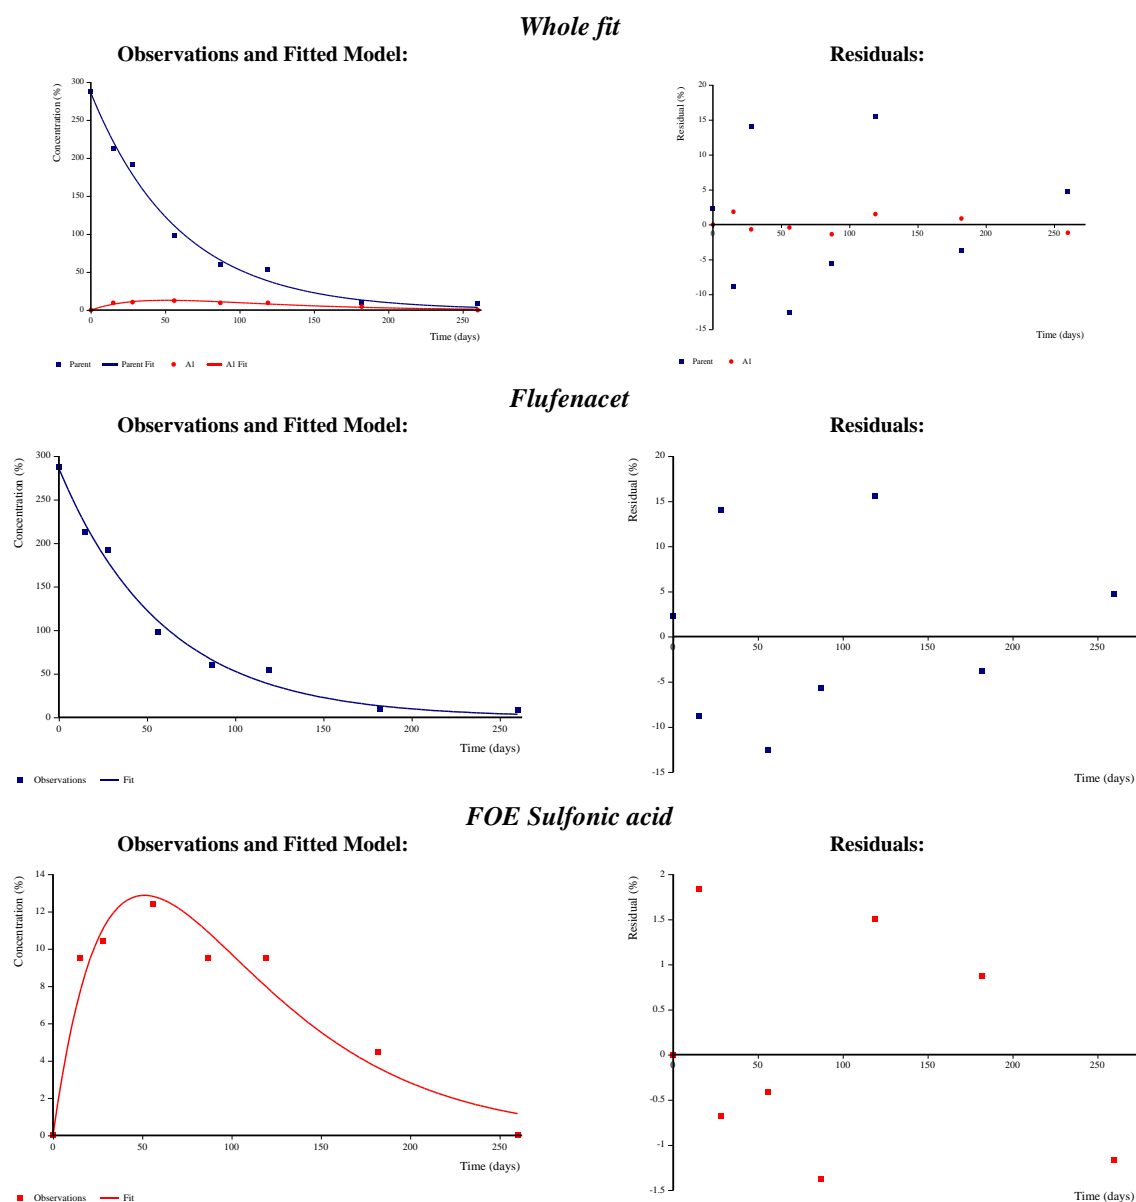 Whole fit
Observations and Fitted Model:
Residuals:
Concentration (%)
300
250
200
150
100
50
0
0 50 100 150 200 250
Time (days)
Parent Parent Fit A1 A1 Fit
Residual (%)
20
15
10
5
0
-5
-10
-15
0 50 100 150 200 250
Time (days)
Parent A1
Flufenacet
Observations and Fitted Model:
Residuals:
Concentration (%)
300
250
200
150
100
50
0
0 50 100 150 200 250
Time (days)
Observations Fit
Residual (%)
20
15
10
5
0
-5
-10
-15
0 50 100 150 200 250
Time (days)
FOE Sulfonic acid
Observations and Fitted Model:
Residuals:
Concentration (%)
14
12
10
8
6
4
2
0
0 50 100 150 200 250
Time (days)
Observations Fit
Residual (%)
2
1.5
1
0.5
0
-0.5
-1
-1.5
0 50 100 150 200 250
Time (days)